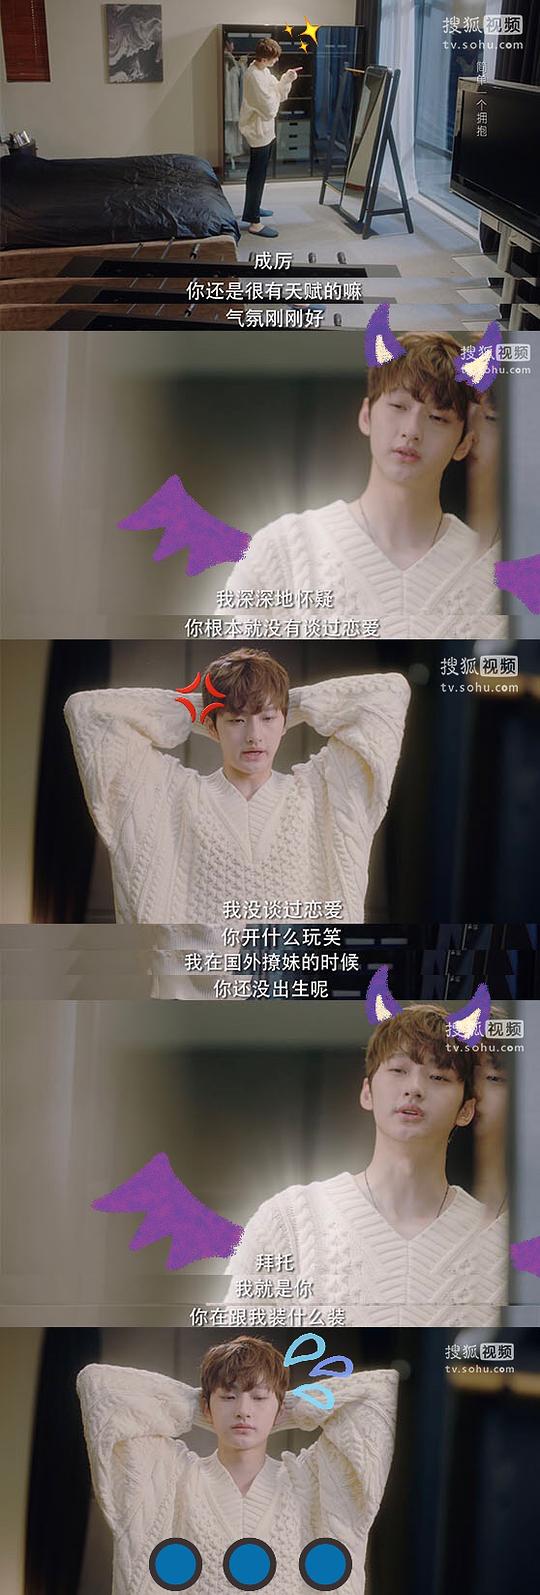 搜狐视频
tv.sohu.com
简单一个拥抱
成厉
你还是很有天赋的嘛
气氛刚刚好
搜狐视频
tv.sohu.com
我深深地怀疑
你根本就没有谈过恋爱
搜狐视频
tv.sohu.com
我没谈过恋爱
你开什么玩笑
我在国外撩妹的时候
你还没出生呢
搜狐视频
tv.sohu.com
拜托
我就是你
你在跟我装什么装
搜狐视频
tv.sohu.com